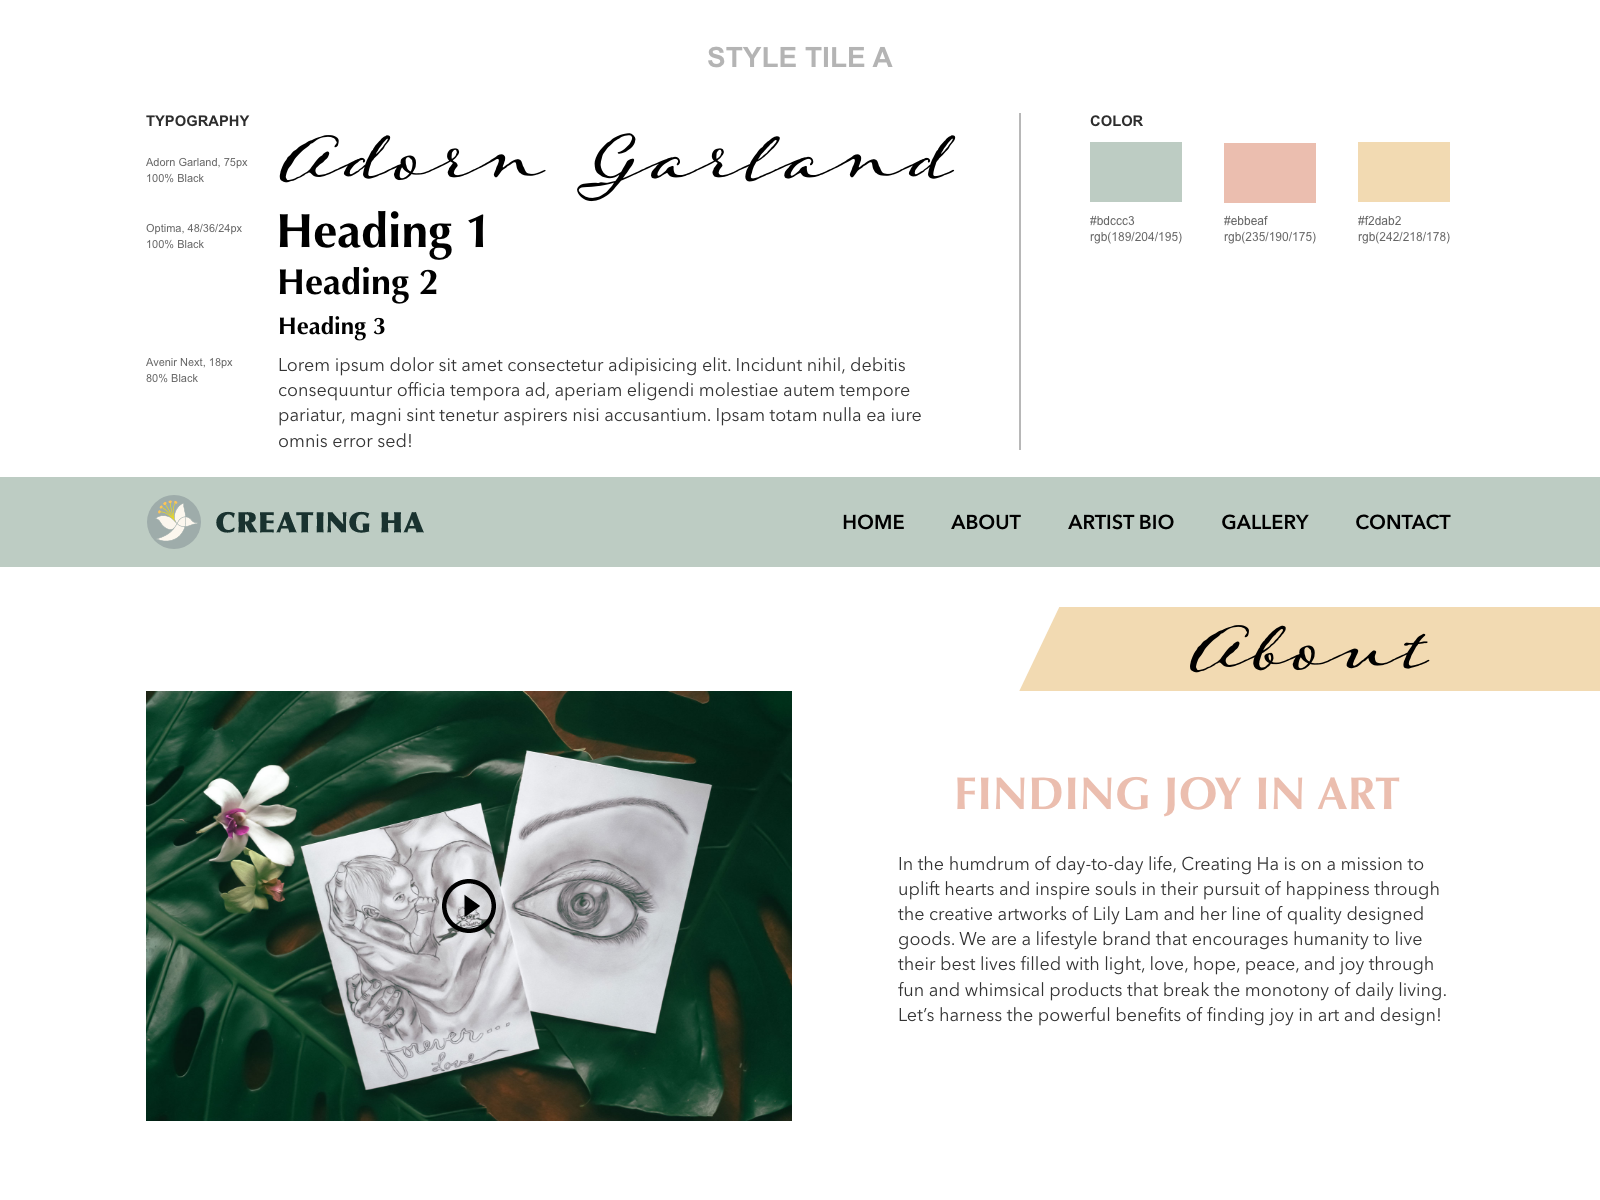 STYLE TILE A
TYPOGRAPHY
Adorn Garland, 75px
100% Black
Adorn Garland
Optima, 48/36/24px
100% Black
Heading 1
Heading 2
Heading 3
Avenir Next, 18px
80% Black
Lorem ipsum dolor sit amet consectetur adipisicing elit. Incidunt nihil, debitis
consequuntur officia tempora ad, aperiam eligendi molestiae autem tempore
pariatur, magni sint tenetur aspirers nisi accusantium. Ipsam totam nulla ea iure
omnis error sed!
COLOR
#bdccc3
rgb(189/204/195)
#ebbeaf
rgb(235/190/175)
#f2dab2
rgb(242/218/178)
CREATING HA
HOME ABOUT ARTIST BIO GALLERY CONTACT
About
forever...
Love
FINDING JOY IN ART
In the humdrum of day-to-day life, Creating Ha is on a mission to
uplift hearts and inspire souls in their pursuit of happiness through
the creative artworks of Lily Lam and her line of quality designed
goods. We are a lifestyle brand that encourages humanity to live
their best lives filled with light, love, hope, peace, and joy through
fun and whimsical products that break the monotony of daily living.
Let’s harness the powerful benefits of finding joy in art and design!